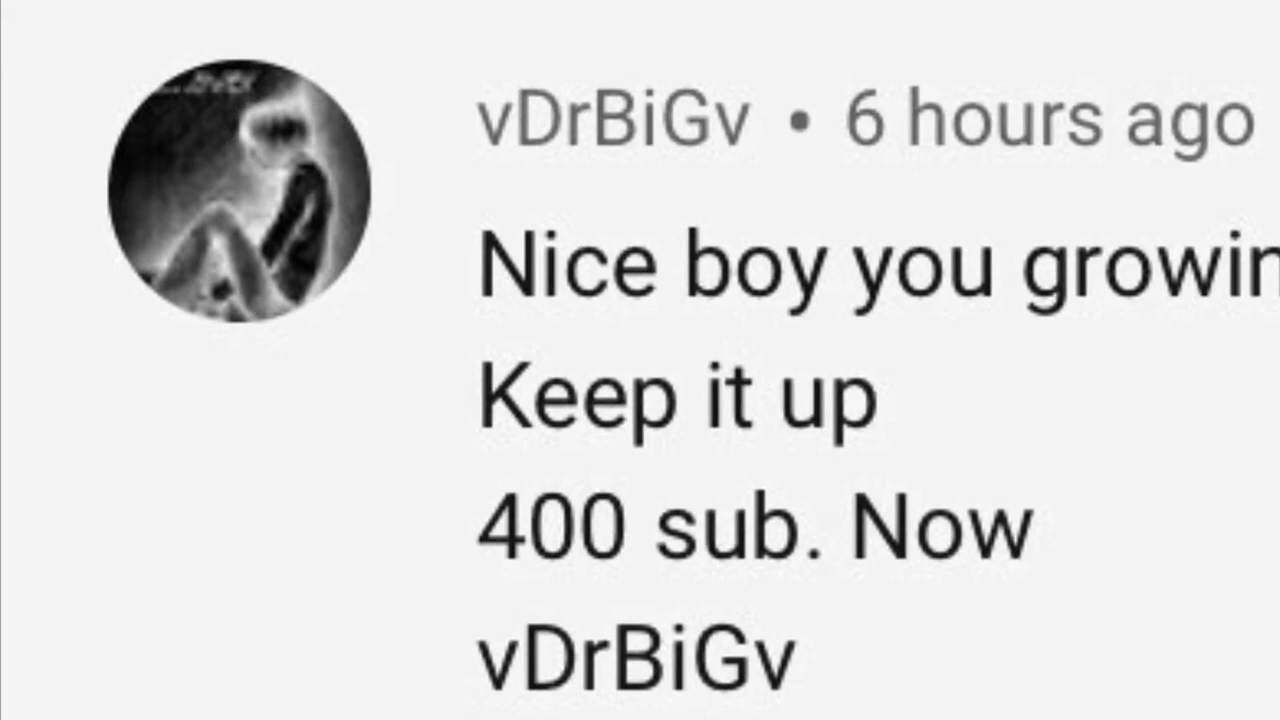 vDrBiGv • 6 hours ago
Nice boy you growin
Keep it up
400 sub. Now
vDrBiGv